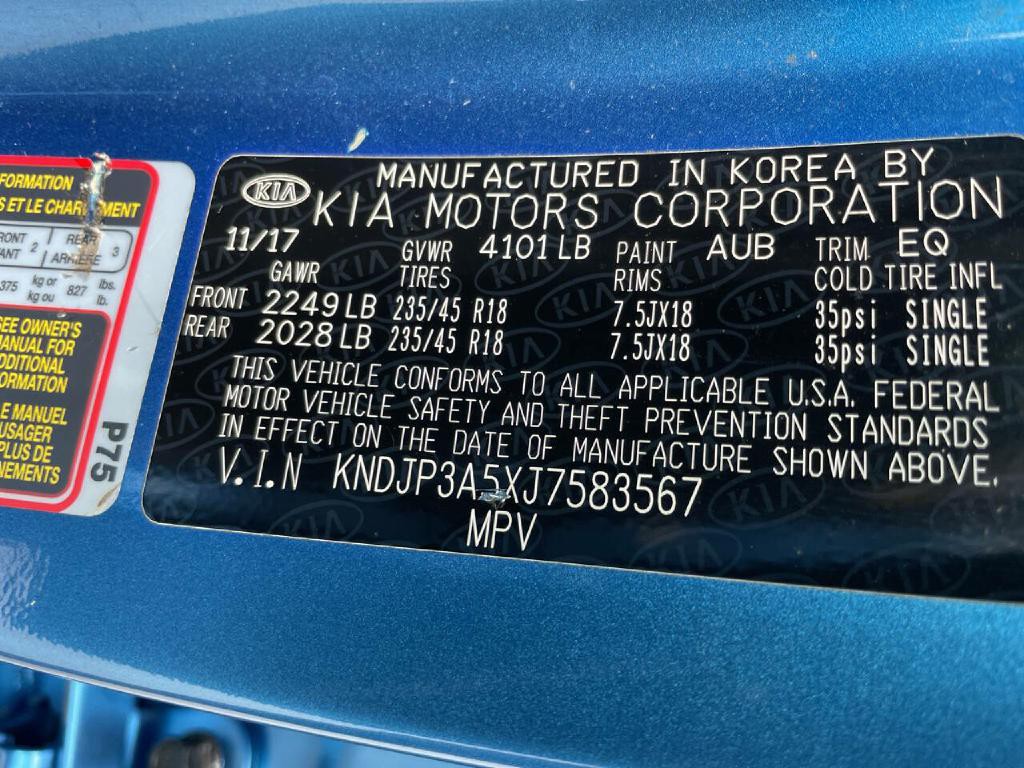 FORMATION
S ET LE CHARGEMENT
RONT 2 REAR 3
ANT ARRIÈRE
375 kg or 827 lbs.
kg ou lb.
SEE OWNER'S
MANUAL FOR
ADDITIONAL
FORMATION
LE MANUEL
USAGER
PLUS DE
NEMENTS
P75
KIA
MANUFACTURED IN KOREA BY
KIA MOTORS CORPORATION
11/17 GVWR 4101 LB PAINT AUB TRIM EQ
GAWR TIRES RIMS COLD TIRE INFL
FRONT 2249 LB 235/45 R18 7.5JX18 35psi SINGLE
REAR 2028 LB 235/45 R18 7.5JX18 35psi SINGLE
THIS VEHICLE CONFORMS TO ALL APPLICABLE U.S.A. FEDERAL
MOTOR VEHICLE SAFETY AND THEFT PREVENTION STANDARDS
IN EFFECT ON THE DATE OF MANUFACTURE SHOWN ABOVE.
V.I.N KNDJP3A5XJ7583567
MPV